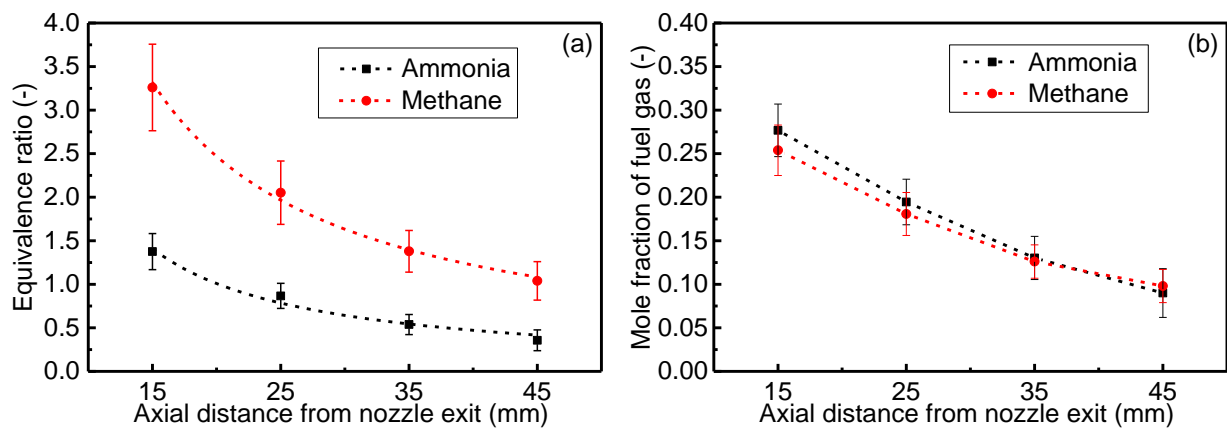 (a)
Ammonia
Methane
Equivalence ratio (-)
4.0
3.5
3.0
2.5
2.0
1.5
1.0
0.5
0.0
15 25 35 45
Axial distance from nozzle exit (mm)
(b)
Ammonia
Methane
Mole fraction of fuel gas (-)
0.40
0.35
0.30
0.25
0.20
0.15
0.10
0.05
0.00
15 25 35 45
Axial distance from nozzle exit (mm)